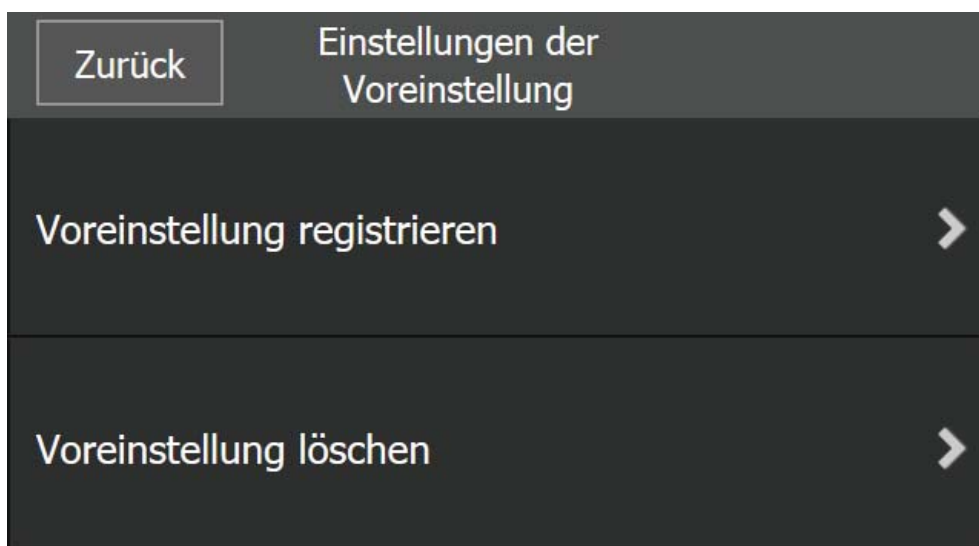 Zurück
Einstellungen der
Voreinstellung
Voreinstellung registrieren
Voreinstellung löschen